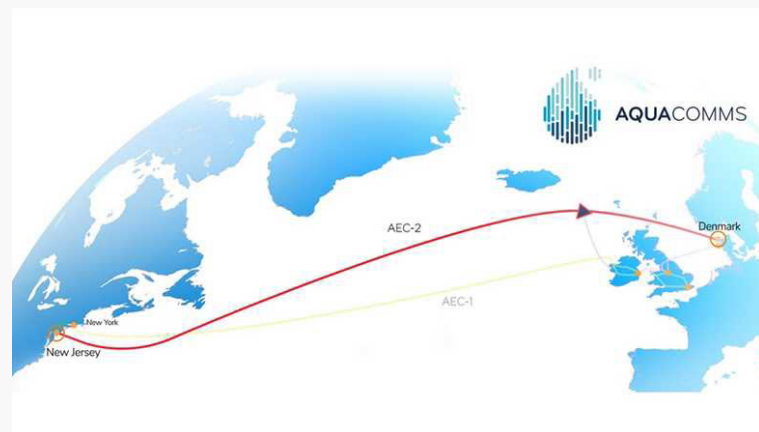 AQUACOMMS
AEC-2
Denmark
AEC-1
New York
New Jersey